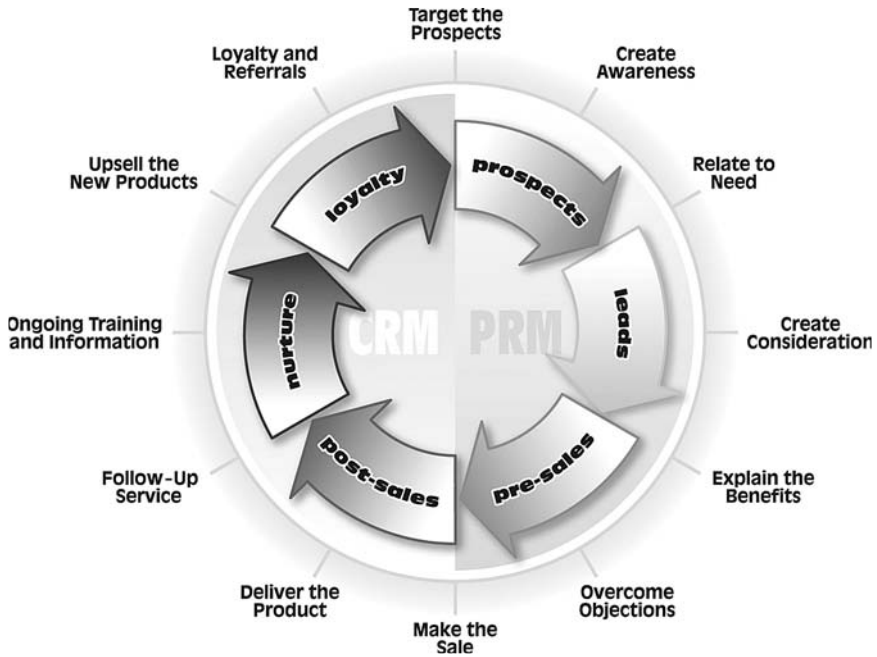 Target the
Prospects
Create
Awareness
Relate to
Need
Create
Consideration
Explain the
Benefits
Overcome
Objections
Make the
Sale
Deliver the
Product
Follow-Up
Service
Ongoing Training
and Information
Upsell the
New Products
Loyalty and
Referrals
prospects
leads
pre-sales
post-sales
nurture
loyalty
CRM PRM